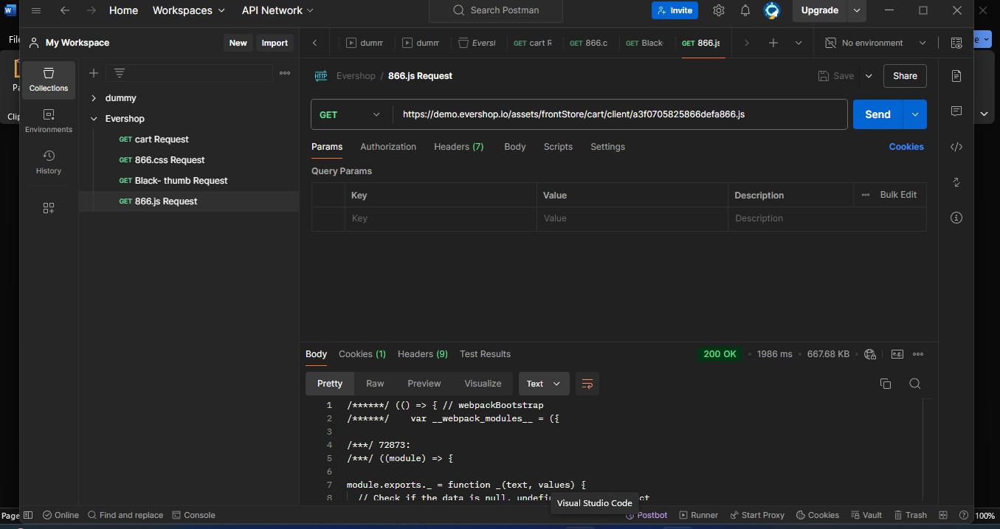 Home Workspaces API Network Search Postman Invite Upgrade
File
My Workspace New Import dumm dumm Eversl GET cart R GET 866.c GET Black GET 866.js No environment
Collections
Evershop / 866.js Request Save Share
Pa
dummy
Clip
GET https://demo.evershop.io/assets/frontStore/cart/client/a3f0705825866defa866.js Send
Evershop
Environments
GET cart Request
Params Authorization Headers (7) Body Scripts Settings Cookies
GET 866.css Request
History
Query Params
GET Black- thumb Request
Key Value Description Bulk Edit
GET 866.js Request
Key Value Description
Body Cookies (1) Headers (9) Test Results 200 OK 1986 ms 667.68 KB e.g.
Pretty Raw Preview Visualize Text
1 /******/ (() => { // webpackBootstrap
2 /******/ var __webpack_modules__ = ({
3
4 /***/ 72873:
5 /***/ ((module) => {
6
7 module.exports._ = function _(text, values) {
8 // Check if the data is null, undefin ct
Visual Studio Code
Page Online Find and replace Console Postbot Runner Start Proxy Cookies Vault Trash 100%